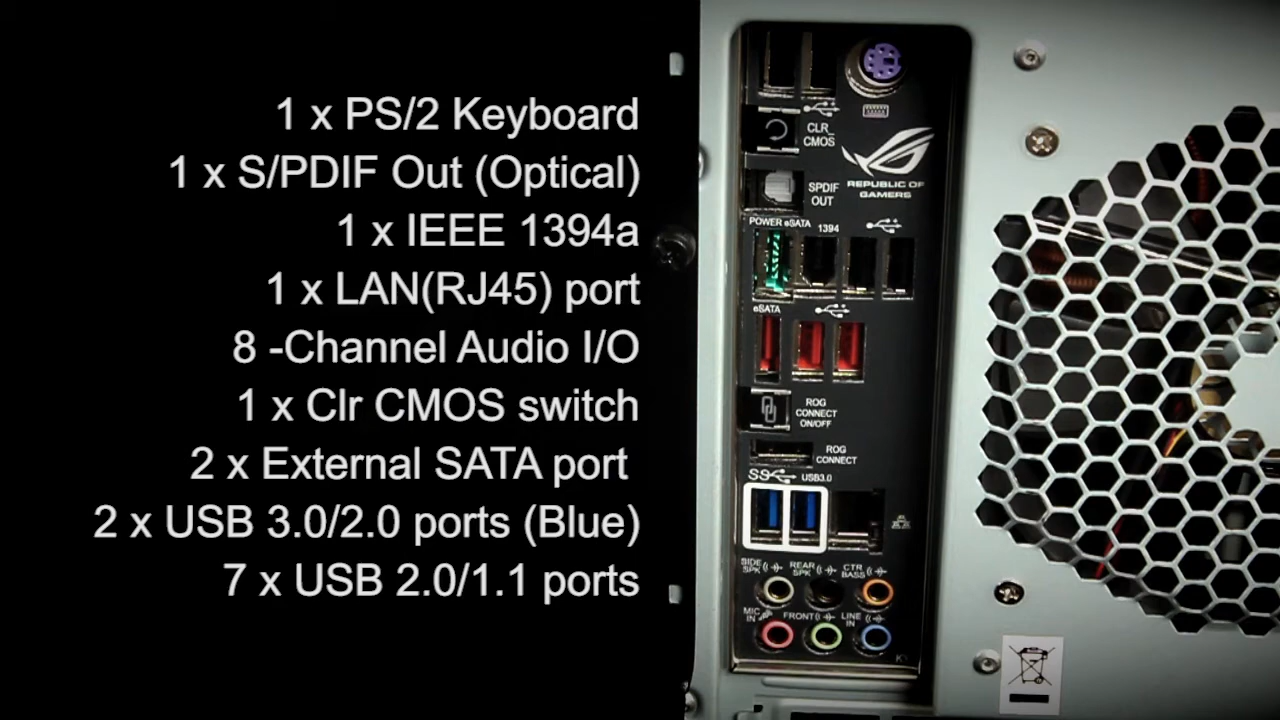 1 x PS/2 Keyboard
1 x S/PDIF Out (Optical)
1 x IEEE 1394a
1 x LAN(RJ45) port
8 -Channel Audio I/O
1 x Clr CMOS switch
2 x External SATA port
2 x USB 3.0/2.0 ports (Blue)
7 x USB 2.0/1.1 ports
CLR_
CMOS
REPUBLIC OF
GAMERS
SPDIF
OUT
POWER eSATA 1394
eSATA
ROG
CONNECT
ON/OFF
ROG
CONNECT
SS USB3.0
SIDE SPK REAR SPK CTR BASS
MIC IN FRONT LINE IN